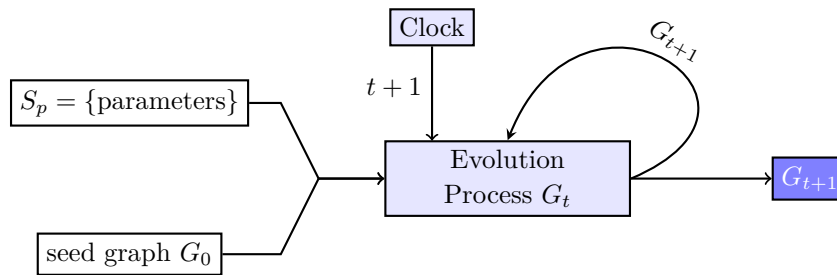 Clock
G_{t+1}
t + 1
S_p = {parameters}
Evolution
Process G_t
G_{t+1}
seed graph G_0